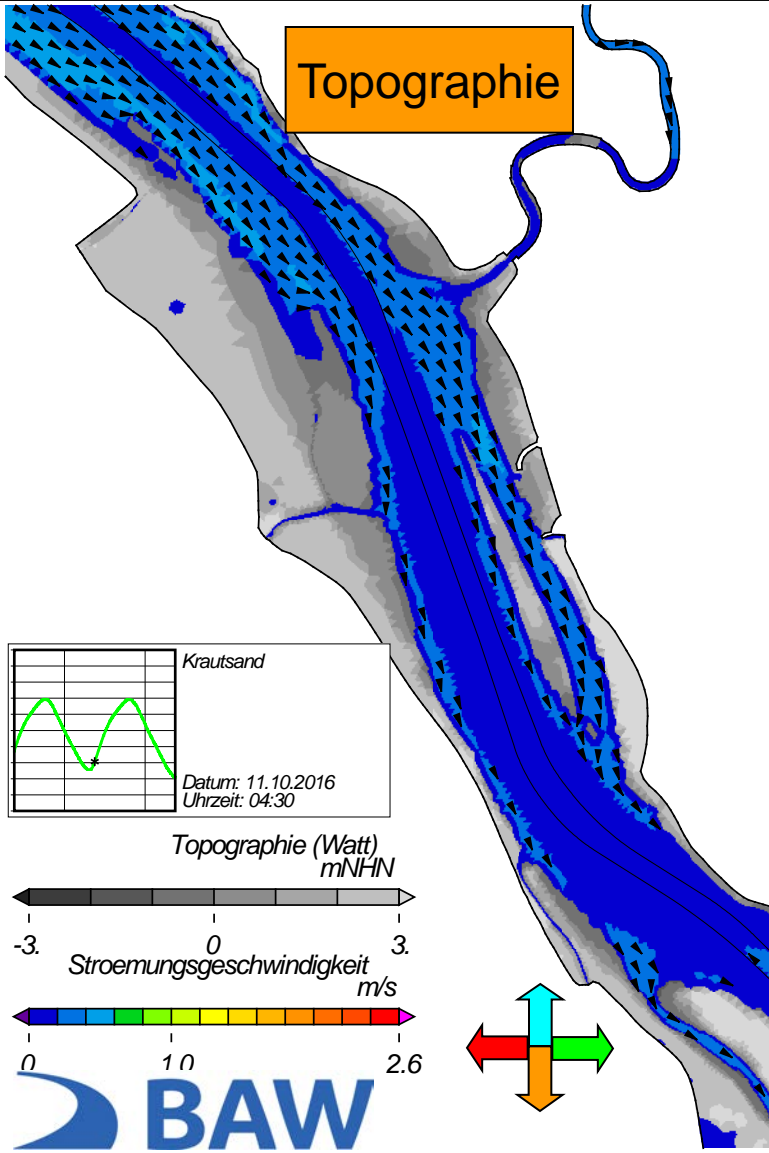 Topographie
Krautsand
Datum: 11.10.2016
Uhrzeit: 04:30
Topographie (Watt)
mNHN
-3. 0 3.
Stroemungsgeschwindigkeit
m/s
0 1.0 2.6
BAW